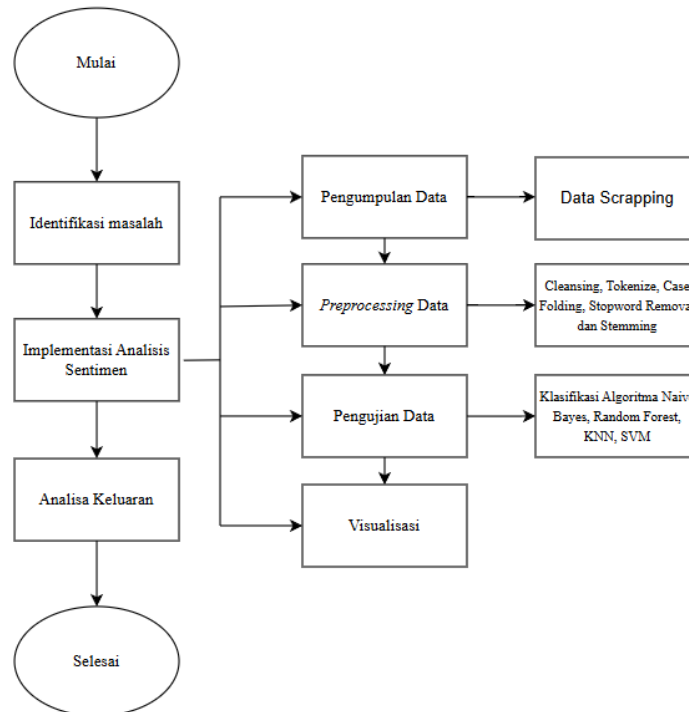 Mulai
Identifikasi masalah
Implementasi Analisis
Sentimen
Analisa Keluaran
Selesai
Pengumpulan Data
Preprocessing Data
Pengujian Data
Visualisasi
Data Scrapping
Cleansing, Tokenize, Case
Folding, Stopword Remova
dan Stemming
Klasifikasi Algoritma Naiv
Bayes, Random Forest,
KNN, SVM